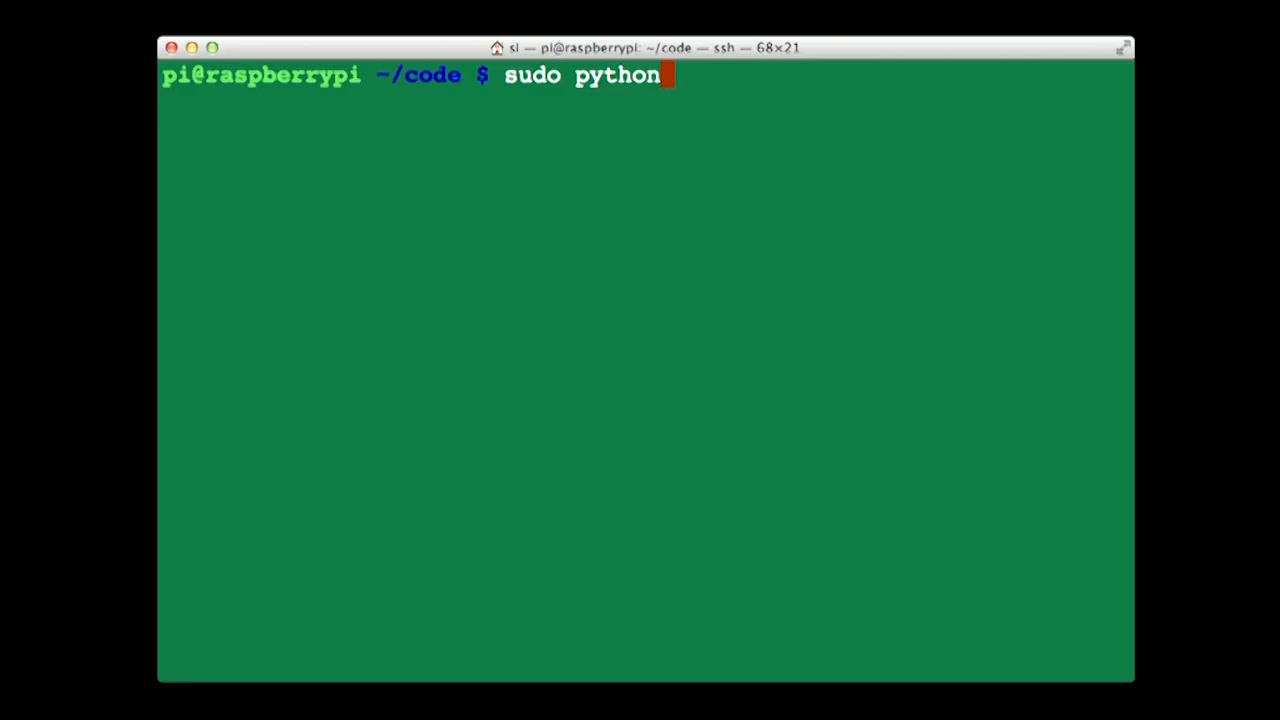 si — pi@raspberrypi: ~/code — ssh — 68×21
pi@raspberrypi ~/code $ sudo python